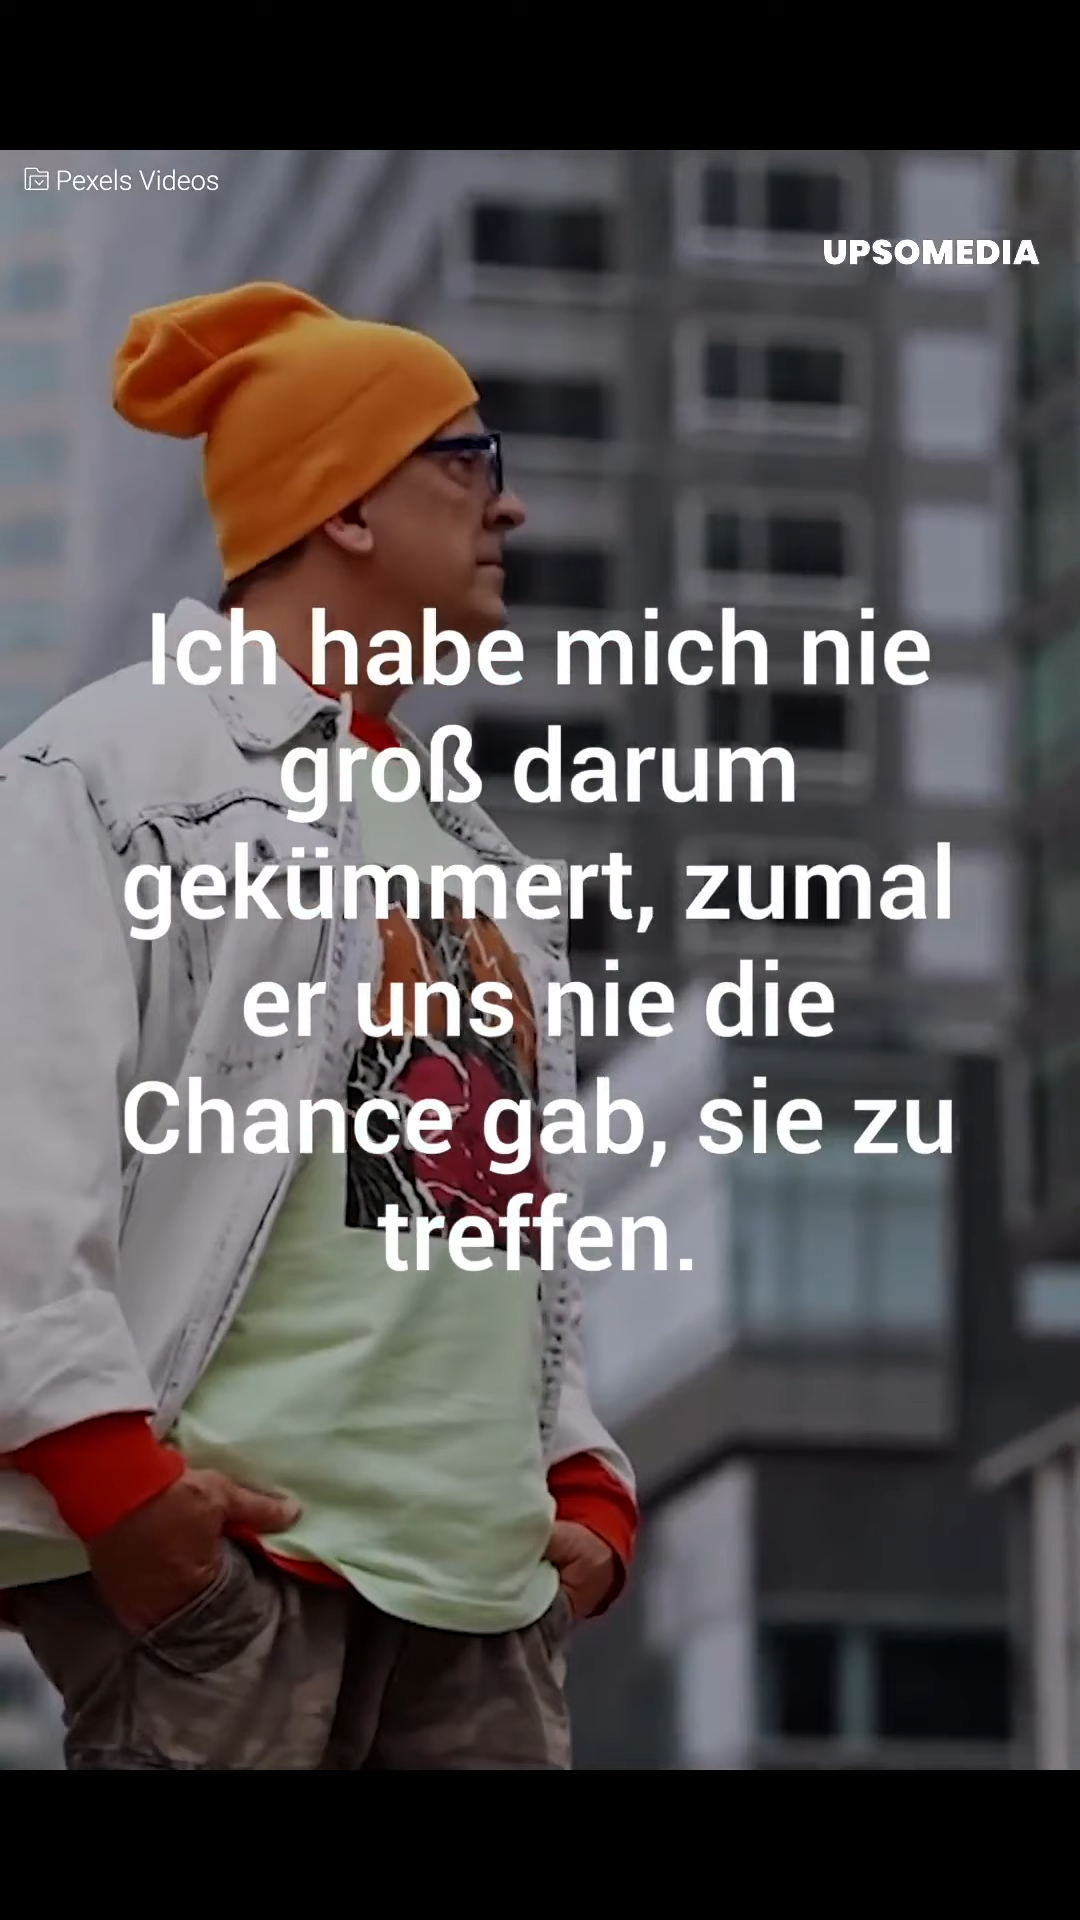 Pexels Videos
UPSOMEDIA
Ich habe mich nie
groß darum
gekümmert, zumal
er uns nie die
Chance gab, sie zu
treffen.